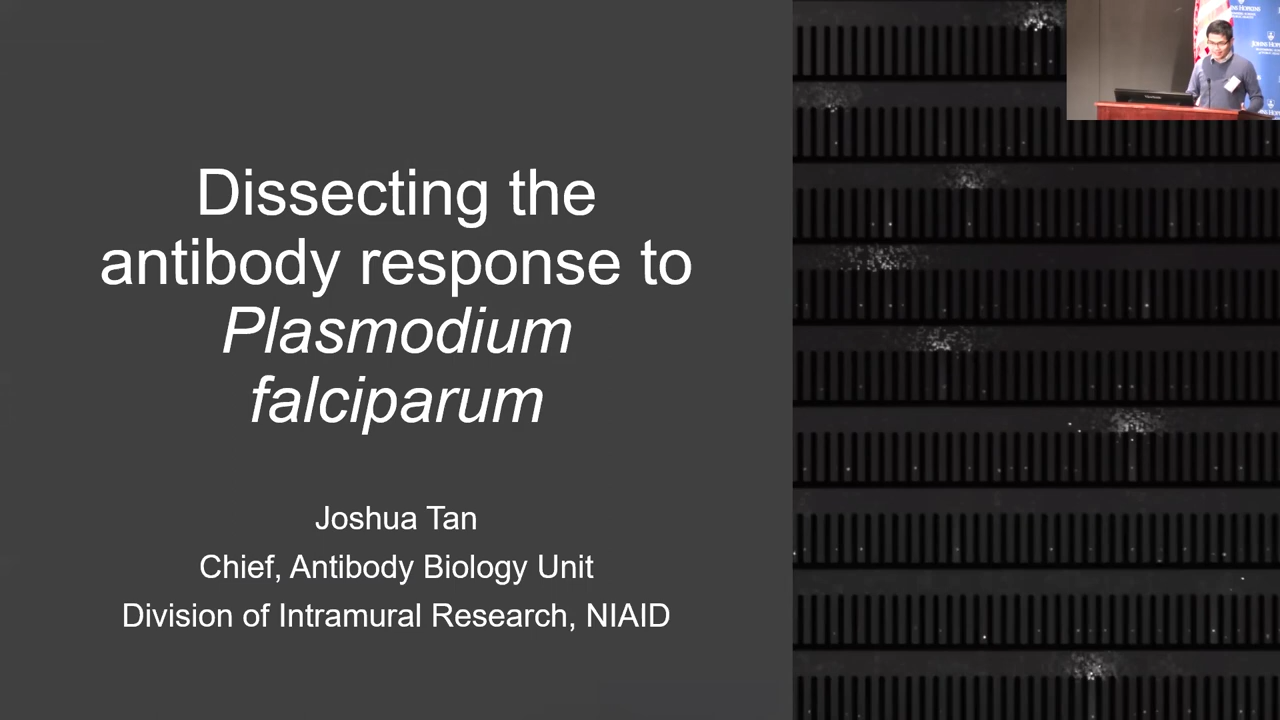 Dissecting the
antibody response to
Plasmodium
falciparum
Joshua Tan
Chief, Antibody Biology Unit
Division of Intramural Research, NIAID